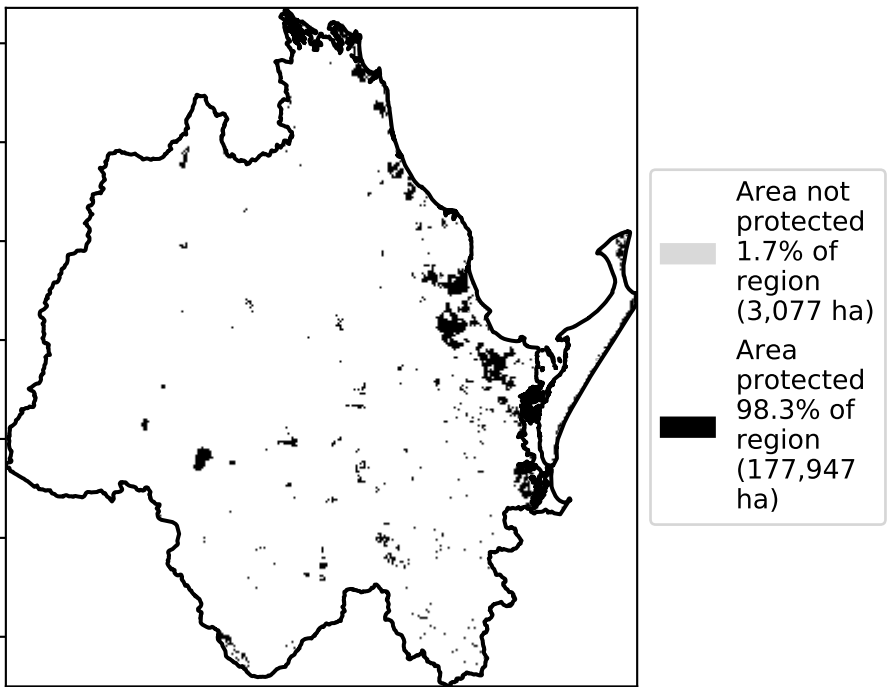 Area not
protected
1.7% of
region
(3,077 ha)
Area
protected
98.3% of
region
(177,947
ha)